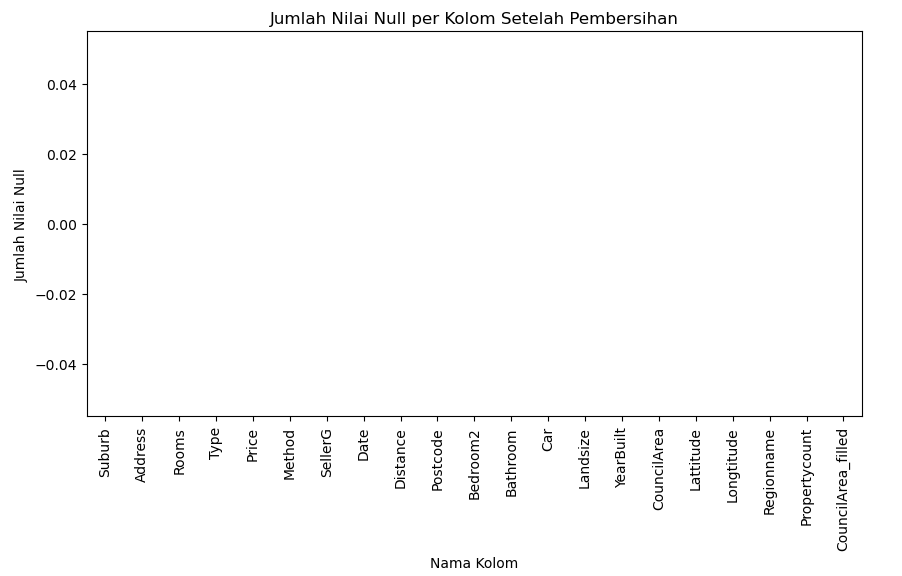 Jumlah Nilai Null per Kolom Setelah Pembersihan
Jumlah Nilai Null
0.04
0.02
0.00
−0.02
−0.04
Suburb
Address
Rooms
Type
Price
Method
SellerG
Date
Distance
Postcode
Bedroom2
Bathroom
Car
Landsize
YearBuilt
CouncilArea
Lattitude
Longtitude
Regionname
Propertycount
CouncilArea_filled
Nama Kolom